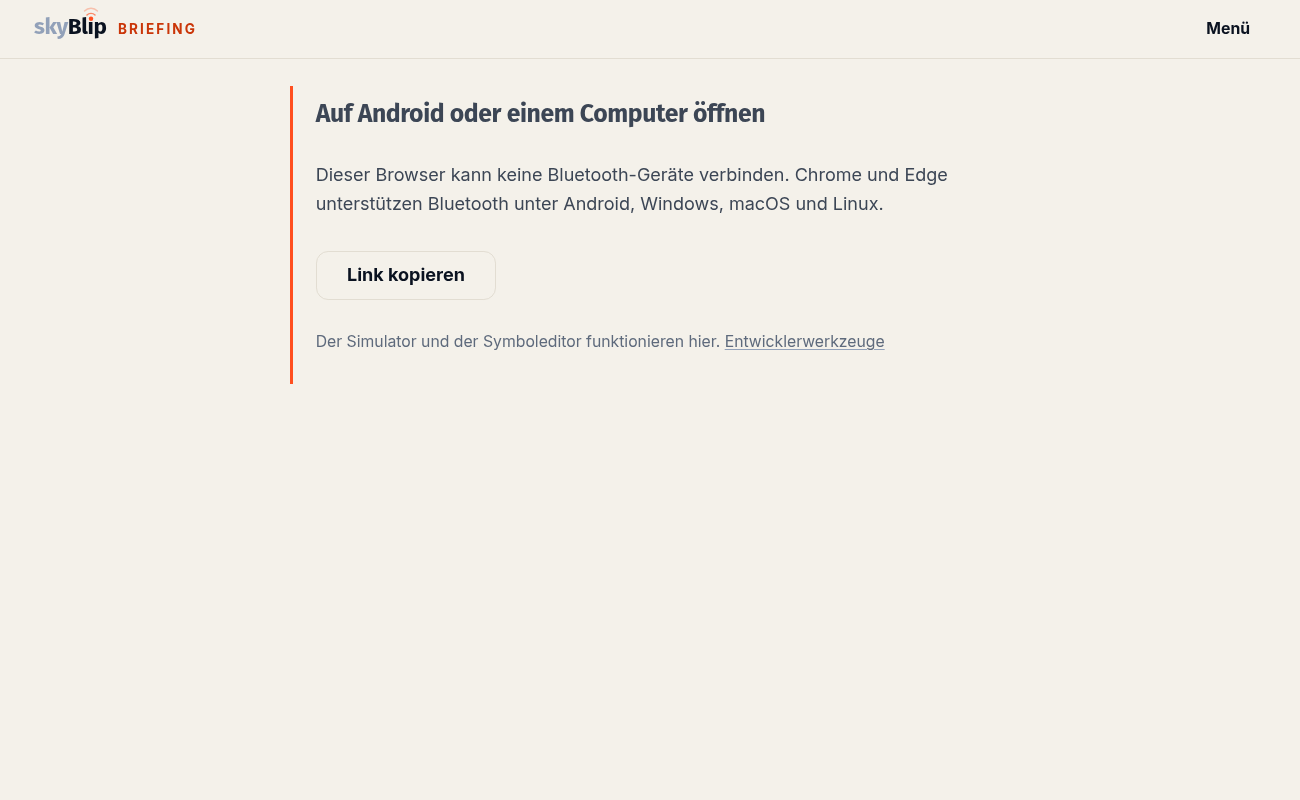 skyBlip BRIEFING
Menü
Auf Android oder einem Computer öffnen
Dieser Browser kann keine Bluetooth-Geräte verbinden. Chrome und Edge
unterstützen Bluetooth unter Android, Windows, macOS und Linux.
Link kopieren
Der Simulator und der Symboleditor funktionieren hier. Entwicklerwerkzeuge